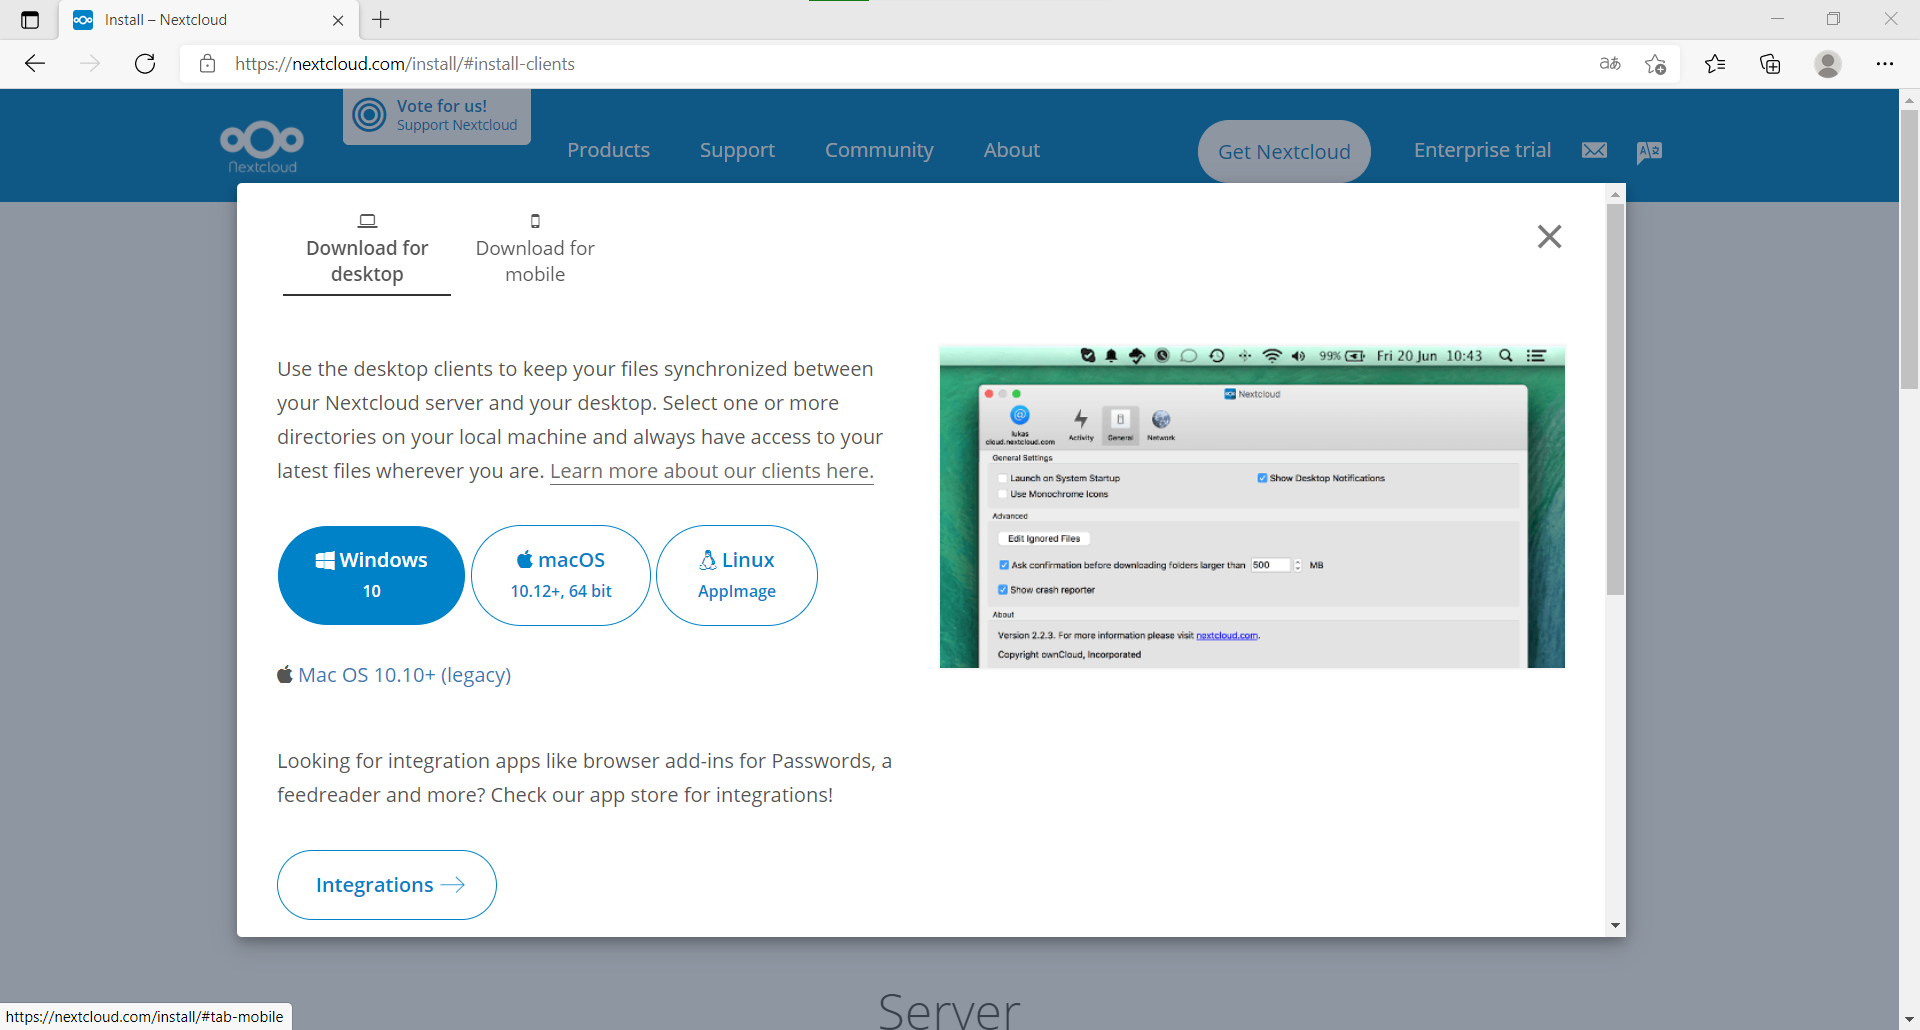 Install – Nextcloud
https://nextcloud.com/install/#install-clients
aあ
Vote for us!
Support Nextcloud
Nextcloud
Products
Support
Community
About
Get Nextcloud
Enterprise trial
Download for
desktop
Download for
mobile
Use the desktop clients to keep your files synchronized between
your Nextcloud server and your desktop. Select one or more
directories on your local machine and always have access to your
latest files wherever you are. Learn more about our clients here.
Windows
10
macOS
10.12+, 64 bit
Linux
AppImage
Mac OS 10.10+ (legacy)
99%
Fri 20 Jun 10:43
Nextcloud
lukas
cloud.nextcloud.com
Activity
General
Network
General Settings
Launch on System Startup
Show Desktop Notifications
Use Monochrome Icons
Advanced
Edit Ignored Files
Ask confirmation before downloading folders larger than 500 MB
Show crash reporter
About
Version 2.2.3. For more information please visit nextcloud.com.
Copyright ownCloud, Incorporated
Looking for integration apps like browser add-ins for Passwords, a
feedreader and more? Check our app store for integrations!
Integrations
Server
https://nextcloud.com/install/#tab-mobile